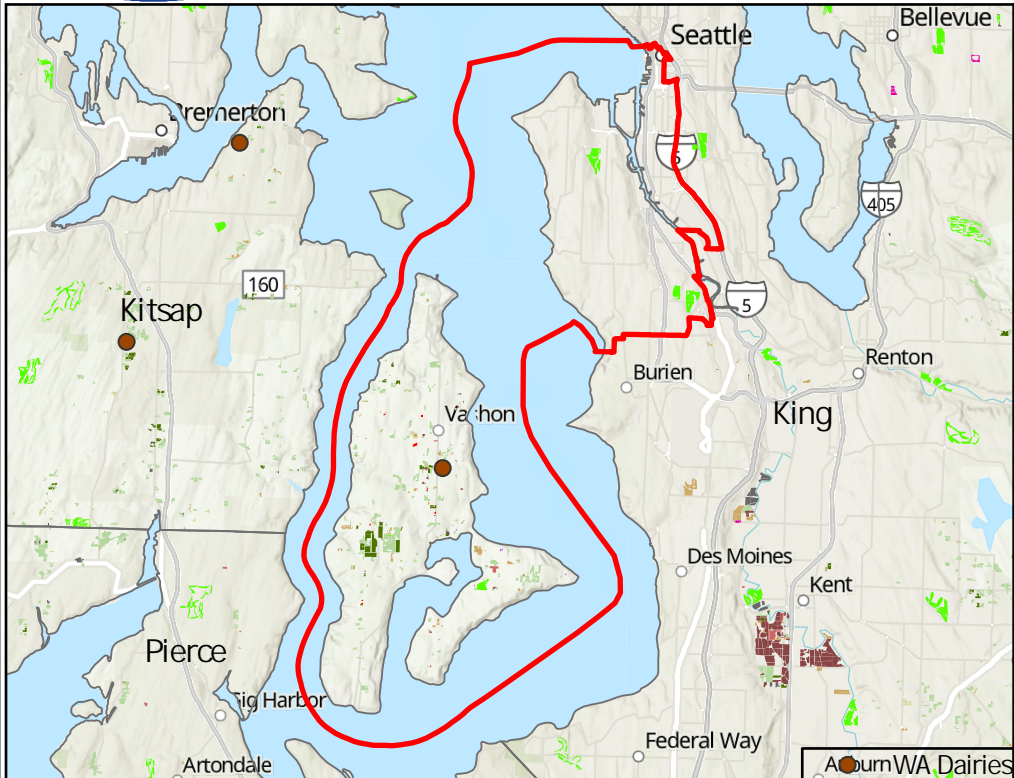 Bellevue
Seattle
Bremerton
5
405
160
5
Kitsap
Renton
Burien
King
Vashon
Des Moines
Kent
Pierce
Gig Harbor
Federal Way
Artondale
Auburn WA Dairies